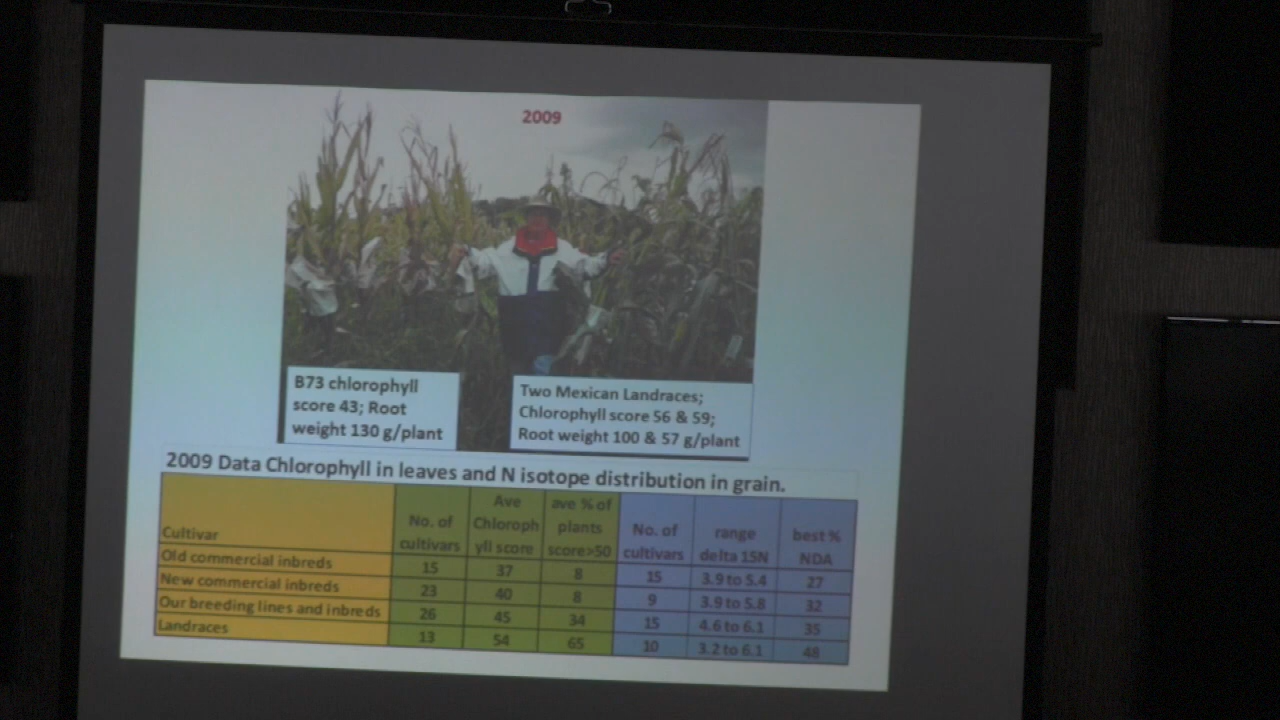 2009
B73 chlorophyll
score 43; Root
weight 130 g/plant
Two Mexican Landraces;
Chlorophyll score 56 & 59;
Root weight 100 & 57 g/plant
2009 Data Chlorophyll in leaves and N isotope distribution in grain.
Cultivar No. of cultivars Ave Chlorophyll score ave % of plants score>50 No. of cultivars range delta 15N best % NDA
Old commercial inbreds 15 37 8 15 3.9 to 5.4 27
New commercial inbreds 23 40 8 9 3.9 to 5.8 32
Our breeding lines and inbreds 26 45 34 15 4.6 to 6.1 35
Landraces 13 54 65 10 3.2 to 6.1 48